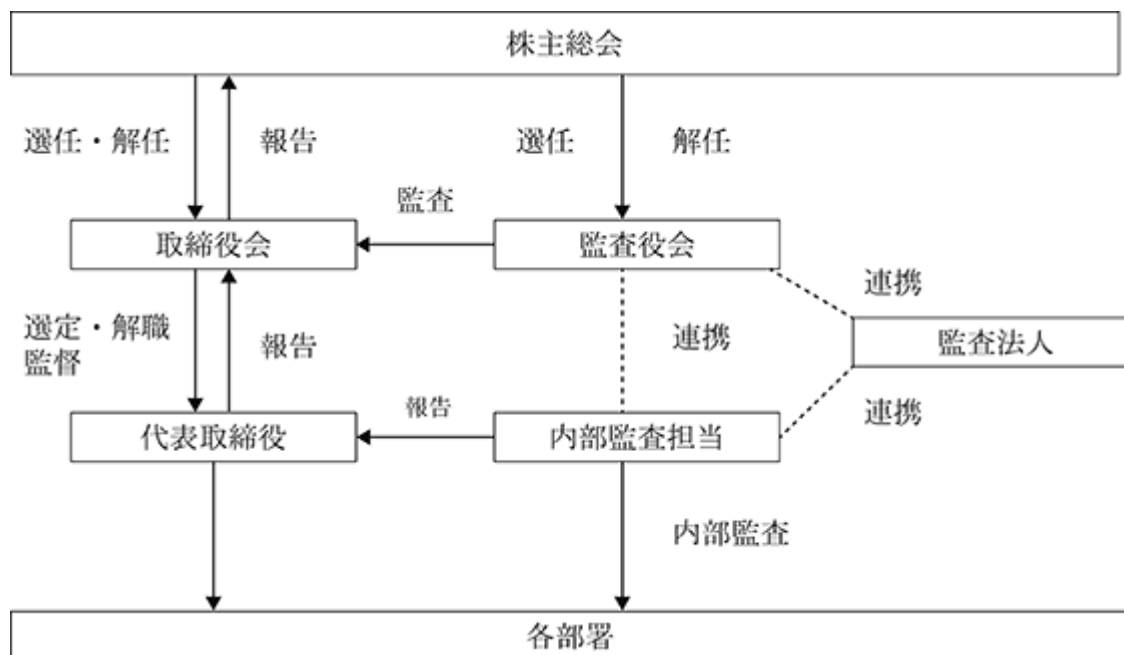 株主総会
選任・解任
報告
選任
解任
監査
取締役会
監査役会
連携
選定・解職
監督
報告
連携
監査法人
報告
連携
代表取締役
内部監査担当
内部監査
各部署